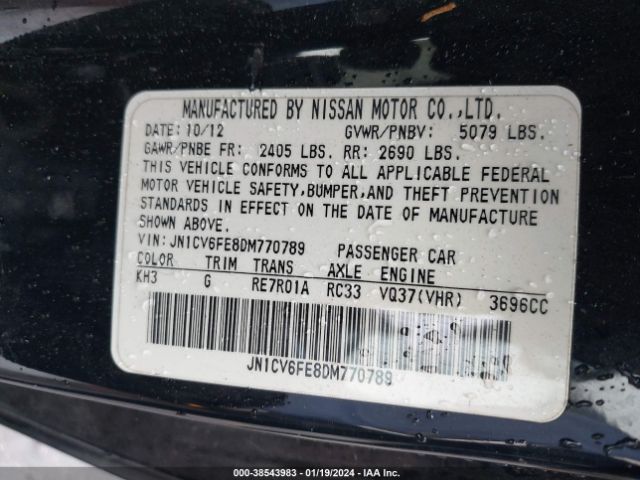 MANUFACTURED BY NISSAN MOTOR CO.,LTD.
DATE: 10/12 GVWR/PNBV: 5079 LBS.
GAWR/PNBE FR: 2405 LBS. RR: 2690 LBS.
THIS VEHICLE CONFORMS TO ALL APPLICABLE FEDERAL
MOTOR VEHICLE SAFETY,BUMPER,AND THEFT PREVENTION
STANDARDS IN EFFECT ON THE DATE OF MANUFACTURE
SHOWN ABOVE.
VIN: JN1CV6FE8DM770789 PASSENGER CAR
COLOR TRIM TRANS AXLE ENGINE
KH3 G RE7R01A RC33 VQ37(VHR) 3696CC
JN1CV6FE8DM770789
000-38543983 - 01/19/2024 - IAA Inc.